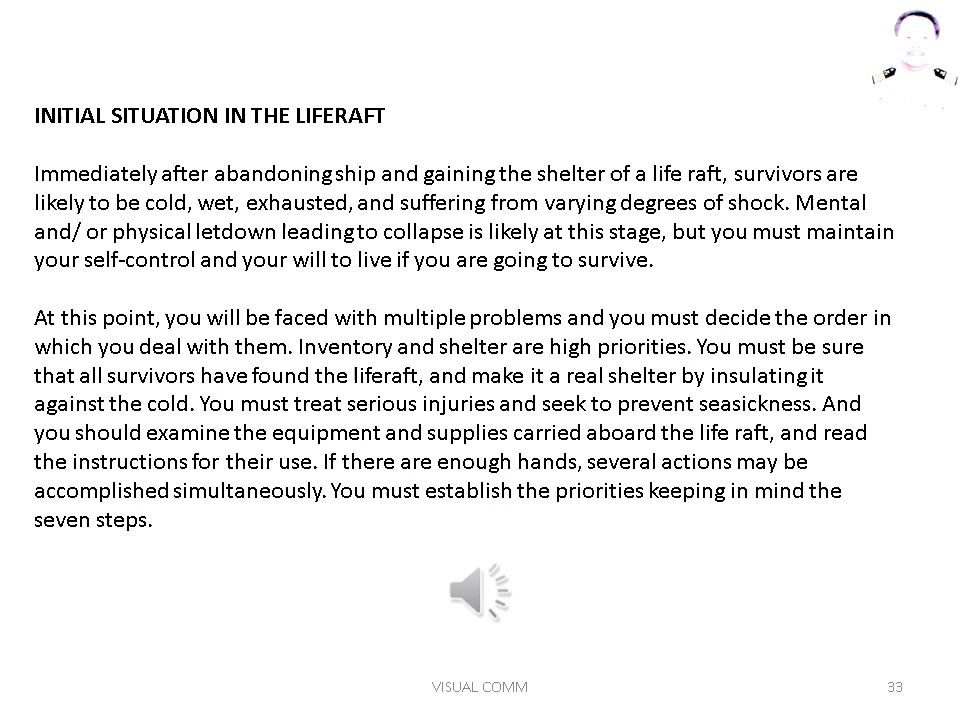 INITIAL SITUATION IN THE LIFERAFT
Immediately after abandoning ship and gaining the shelter of a life raft, survivors are
likely to be cold, wet, exhausted, and suffering from varying degrees of shock. Mental
and/ or physical letdown leading to collapse is likely at this stage, but you must maintain
your self-control and your will to live if you are going to survive.
At this point, you will be faced with multiple problems and you must decide the order in
which you deal with them. Inventory and shelter are high priorities. You must be sure
that all survivors have found the liferaft, and make it a real shelter by insulating it
against the cold. You must treat serious injuries and seek to prevent seasickness. And
you should examine the equipment and supplies carried aboard the life raft, and read
the instructions for their use. If there are enough hands, several actions may be
accomplished simultaneously. You must establish the priorities keeping in mind the
seven steps.
VISUAL COMM
33